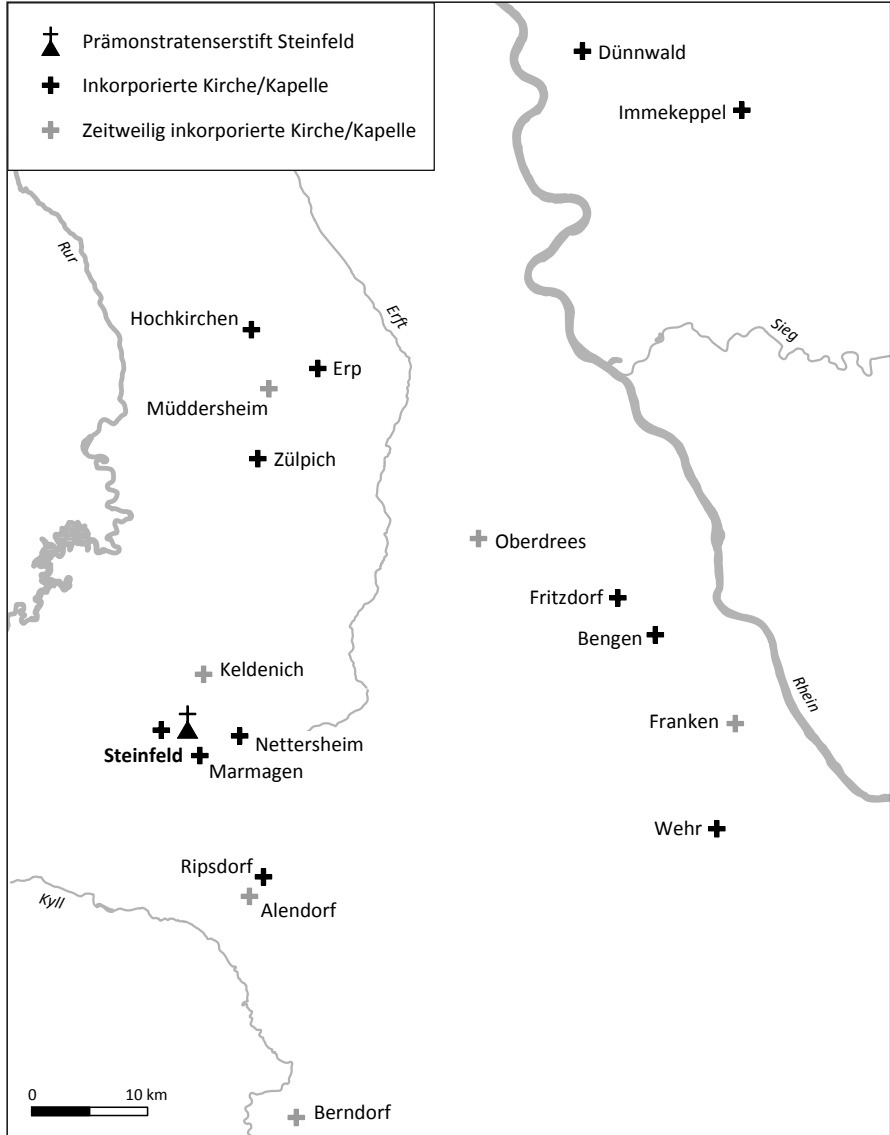 Prämonstratenserstift Steinfeld
Inkorporierte Kirche/Kapelle
Zeitweilig inkorporierte Kirche/Kapelle
Dünnwald
Immekeppel
Rur
Erft
Sieg
Hochkirchen
Erp
Müddersheim
Zülpich
Oberdrees
Fritzdorf
Bengen
Keldenich
Rhein
Franken
Steinfeld
Nettersheim
Marmagen
Wehr
Ripsdorf
Alendorf
Kyll
0 10 km
Berndorf